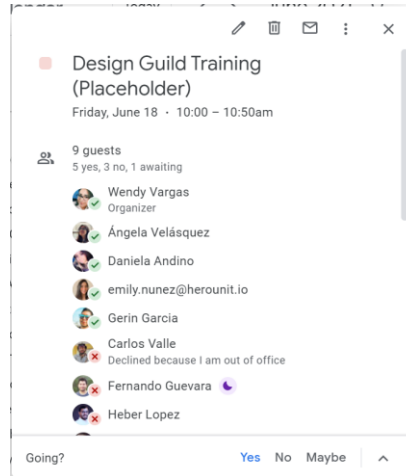 Design Guild Training
(Placeholder)
Friday, June 18 · 10:00 – 10:50am
9 guests
5 yes, 3 no, 1 awaiting
Wendy Vargas
Organizer
Ángela Velásquez
Daniela Andino
emily.nunez@herounit.io
Gerin Garcia
Carlos Valle
Declined because I am out of office
Fernando Guevara
Heber Lopez
Going?
Yes No Maybe